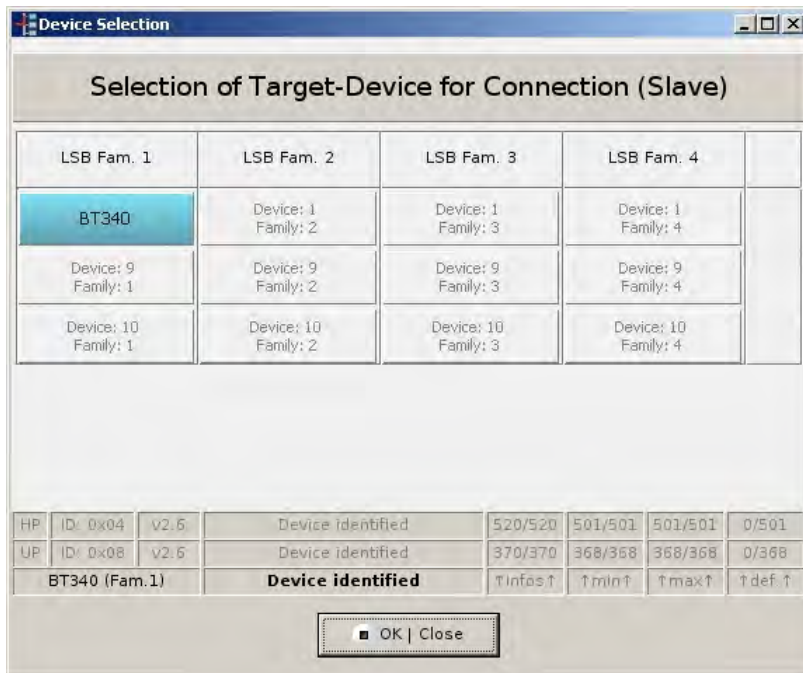 Device Selection
Selection of Target-Device for Connection (Slave)
LSB Fam. 1 LSB Fam. 2 LSB Fam. 3 LSB Fam. 4
BT340 Device: 1 Device: 1 Device: 1
Family: 2 Family: 3 Family: 4
Device: 9 Device: 9 Device: 9 Device: 9
Family: 1 Family: 2 Family: 3 Family: 4
Device: 10 Device: 10 Device: 10 Device: 10
Family: 1 Family: 2 Family: 3 Family: 4
HP ID: 0x04 v2.6 Device identified 520/520 501/501 501/501 0/501
UP ID: 0x08 v2.6 Device identified 370/370 368/368 368/368 0/368
BT340 (Fam.1) Device identified ↑infos↑ ↑min↑ ↑max↑ ↑def↑
OK | Close